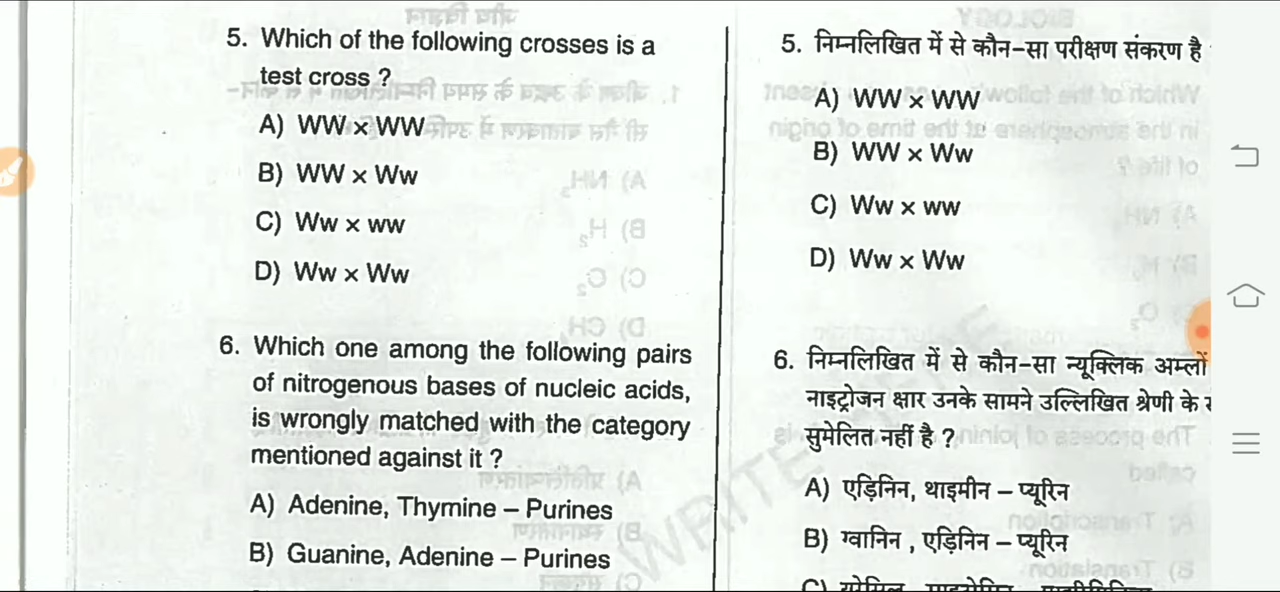 5. Which of the following crosses is a
test cross ?
A) WW × WW
B) WW × Ww
C) Ww × ww
D) Ww × Ww
6. Which one among the following pairs
of nitrogenous bases of nucleic acids,
is wrongly matched with the category
mentioned against it ?
A) Adenine, Thymine – Purines
B) Guanine, Adenine – Purines
5. निम्नलिखित में से कौन-सा परीक्षण संकरण है
A) WW × WW
B) WW × Ww
C) Ww × ww
D) Ww × Ww
6. निम्नलिखित में से कौन-सा न्यूक्लिक अम्लों
नाइट्रोजन क्षार उनके सामने उल्लिखित श्रेणी के
सुमेलित नहीं है ?
A) एड़िनिन, थाइमीन – प्यूरिन
B) ग्वानिन , एड़िनिन – प्यूरिन